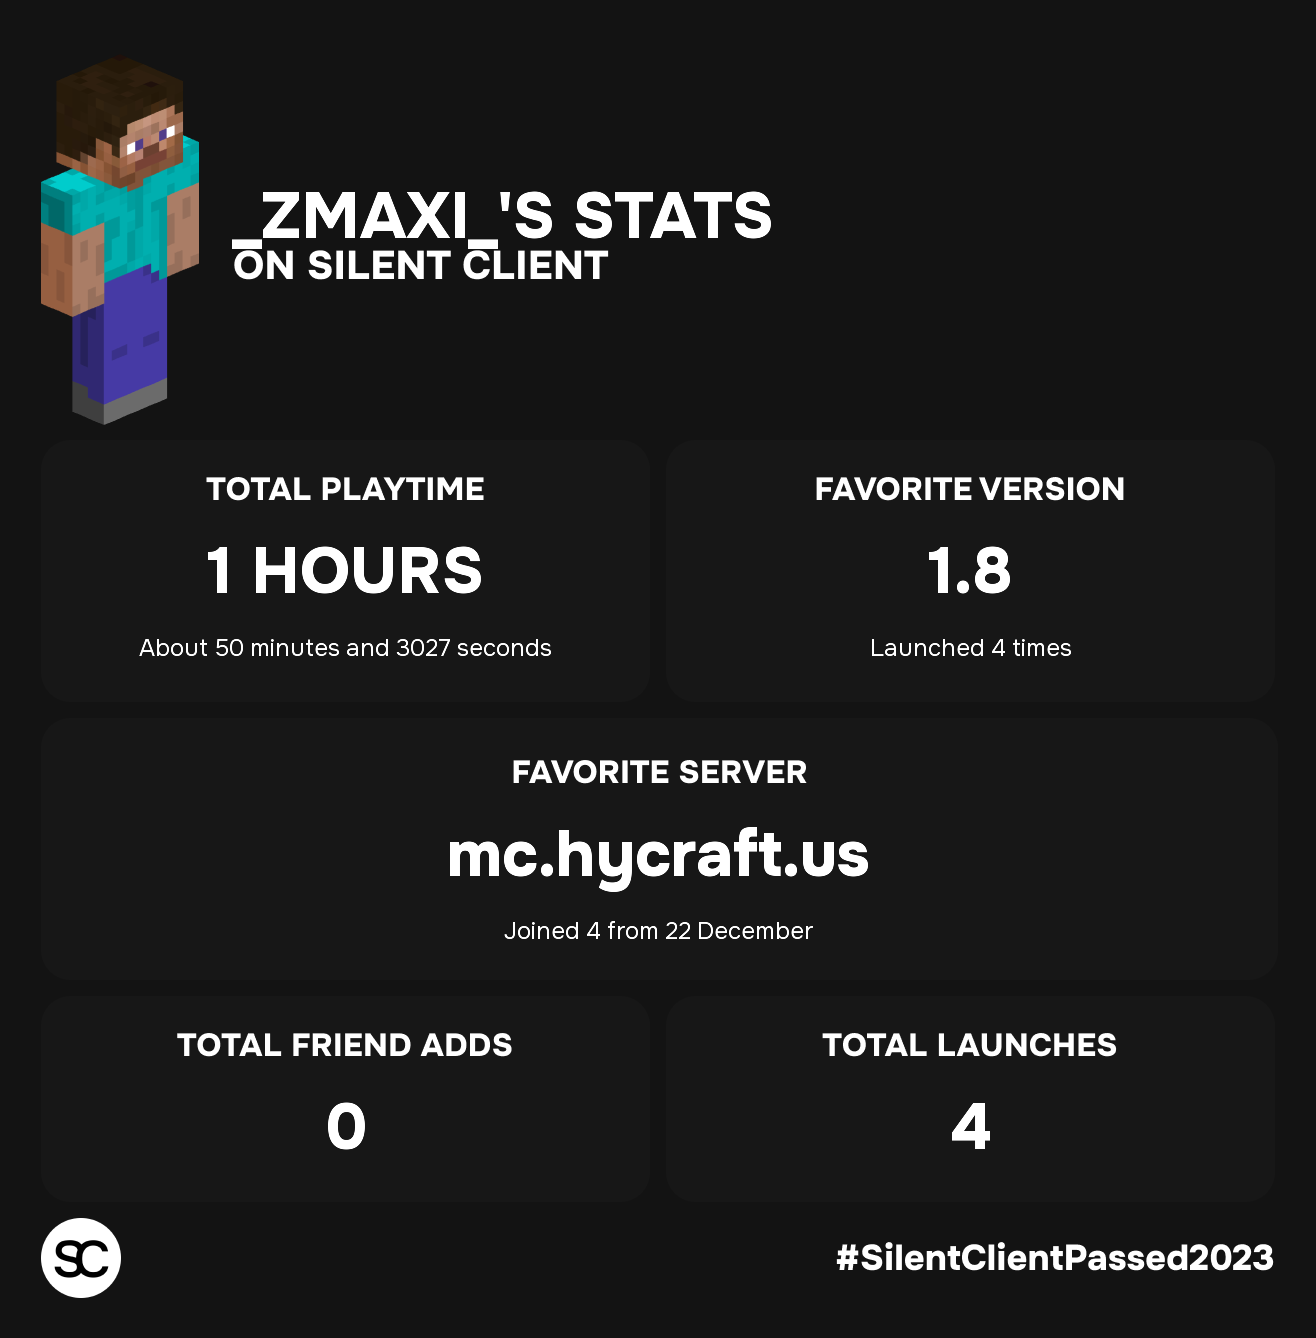 _ZMAXI_'S STATS
ON SILENT CLIENT
TOTAL PLAYTIME
1 HOURS
About 50 minutes and 3027 seconds
FAVORITE VERSION
1.8
Launched 4 times
FAVORITE SERVER
mc.hycraft.us
Joined 4 from 22 December
TOTAL FRIEND ADDS
0
TOTAL LAUNCHES
4
SC
#SilentClientPassed2023